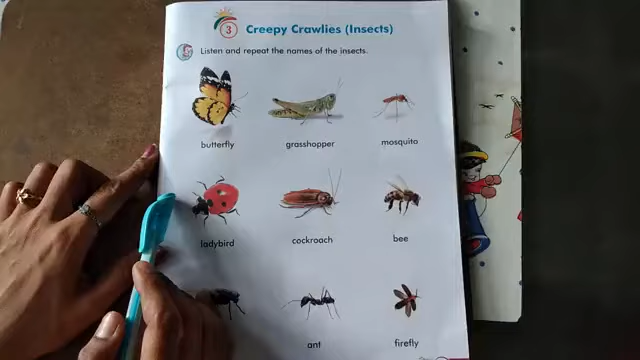 3 Creepy Crawlies (Insects)
Listen and repeat the names of the insects.
butterfly grasshopper mosquito
ladybird cockroach bee
ant firefly